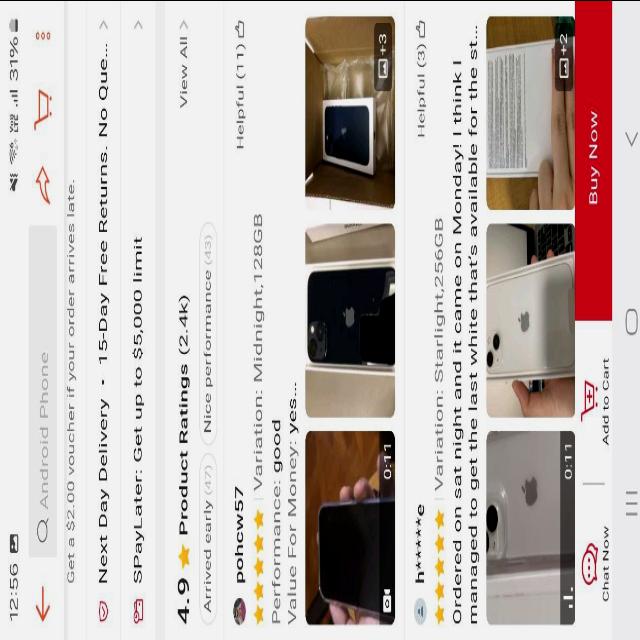 12:56 31%
Android Phone
Get a $2.00 voucher if your order arrives late.
Next Day Delivery • 15-Day Free Returns. No Que... >
SPayLater: Get up to $5,000 limit >
4.9 ★ Product Ratings (2.4k) View All >
Arrived early (47) Nice performance (43)
pohcw57 Helpful (11)
★★★★★ | Variation: Midnight,128GB
Performance: good
Value For Money: yes...
0:11 +3
h*****e Helpful (3)
★★★★★ | Variation: Starlight,256GB
Ordered on sat night and it came on Monday! I think I
managed to get the last white that's available for the st...
0:11 +2
Chat Now Add to Cart Buy Now